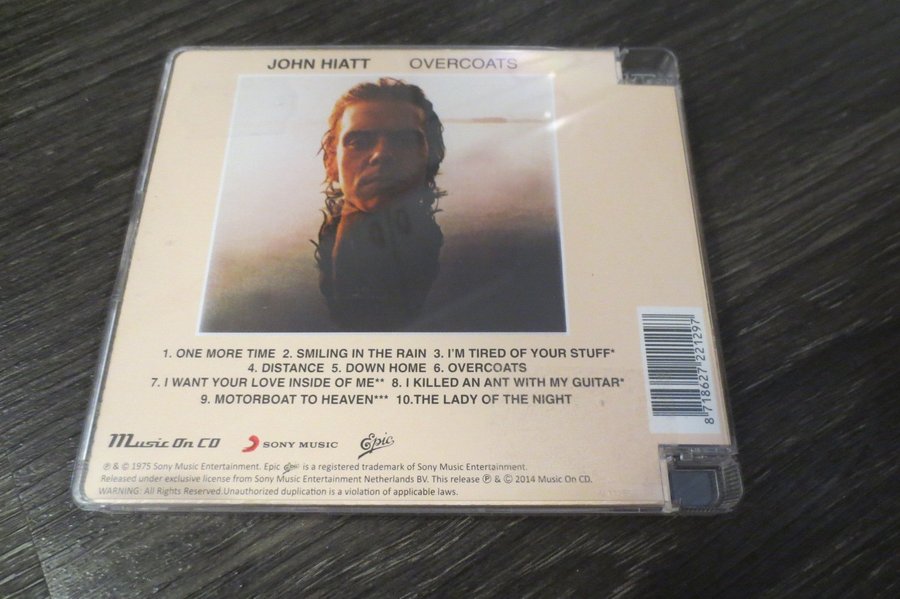 JOHN HIATT OVERCOATS
1. ONE MORE TIME 2. SMILING IN THE RAIN 3. I'M TIRED OF YOUR STUFF*
4. DISTANCE 5. DOWN HOME 6. OVERCOATS
7. I WANT YOUR LOVE INSIDE OF ME** 8. I KILLED AN ANT WITH MY GUITAR*
9. MOTORBOAT TO HEAVEN*** 10.THE LADY OF THE NIGHT
8 718627 221297
Music On CD SONY MUSIC Epic
℗ & © 1975 Sony Music Entertainment. Epic Epic is a registered trademark of Sony Music Entertainment.
Released under exclusive license from Sony Music Entertainment Netherlands BV. This release ℗ & © 2014 Music On CD.
WARNING: All Rights Reserved.Unauthorized duplication is a violation of applicable laws.